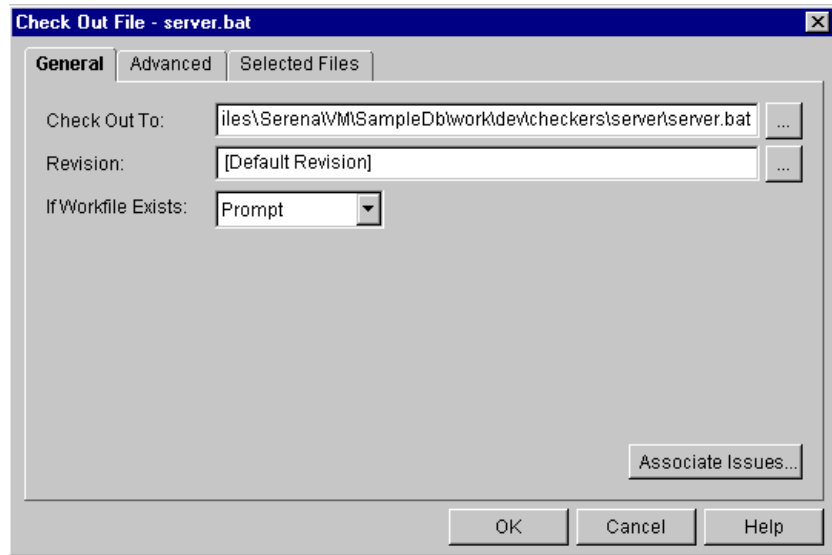 Check Out File - server.bat
General Advanced Selected Files
Check Out To: iles\Serena\VM\SampleDb\work\dev\checkers\server\server.bat ...
Revision: [Default Revision] ...
If Workfile Exists: Prompt
Associate Issues...
OK Cancel Help